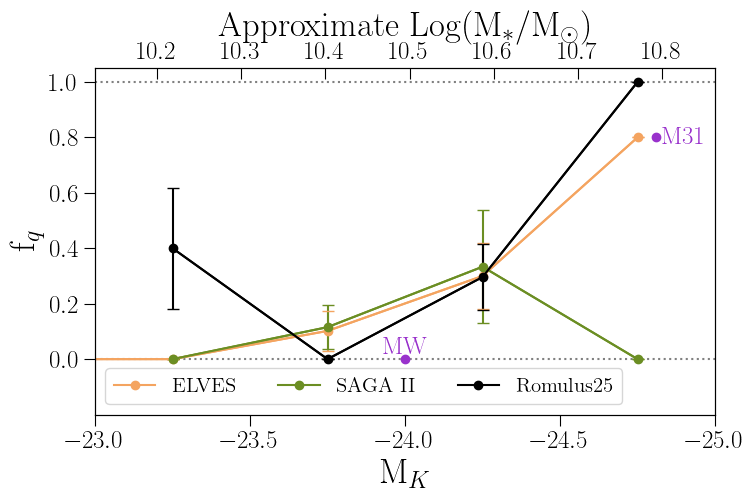 Approximate Log(M*/M⊙)
10.2 10.3 10.4 10.5 10.6 10.7 10.8
1.0
0.8
0.6
0.4
0.2
0.0
f_q
M31
MW
ELVES SAGA II Romulus25
−23.0 −23.5 −24.0 −24.5 −25.0
M_K